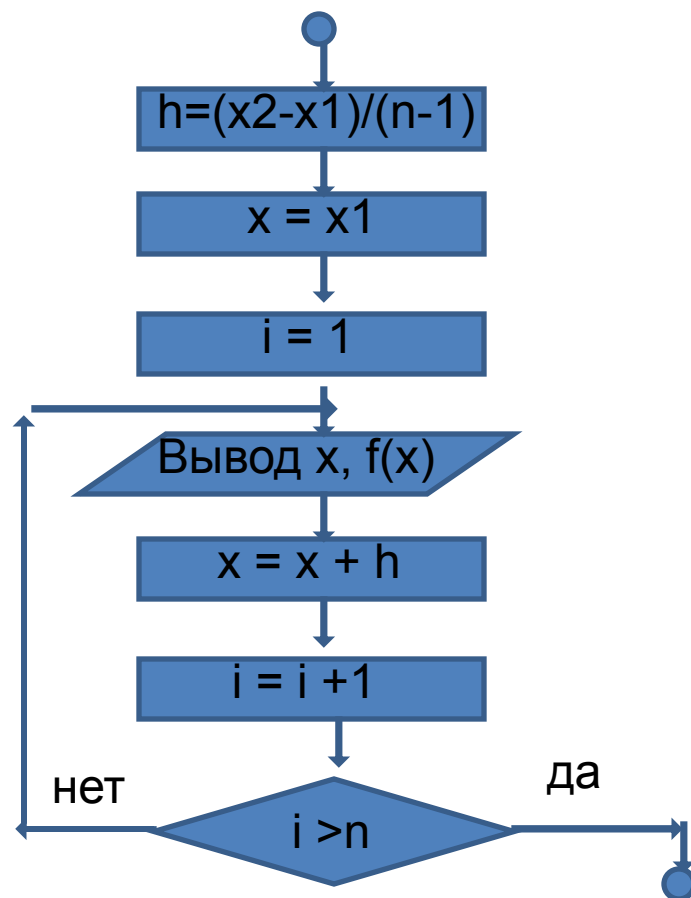 h=(x2-x1)/(n-1)
x = x1
i = 1
Вывод x, f(x)
x = x + h
i = i +1
нет
да
i >n